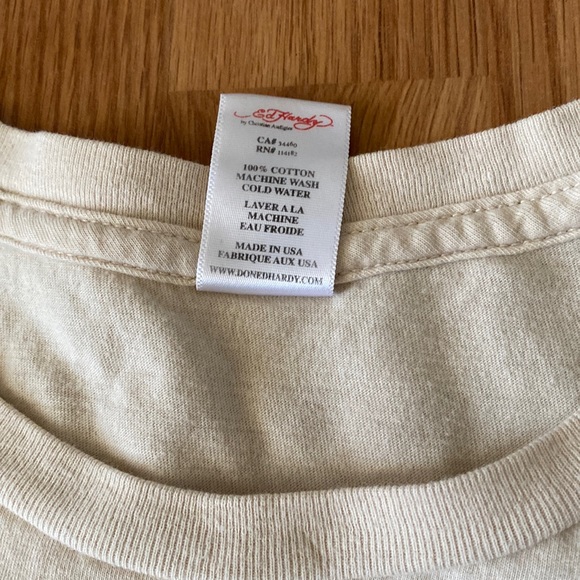 Ed Hardy
by Christian Audigier
CA# 34480
RN# 114182
100% COTTON
MACHINE WASH
COLD WATER
LAVER A LA
MACHINE
EAU FROIDE
MADE IN USA
FABRIQUE AUX USA
WWW.DONEDHARDY.COM